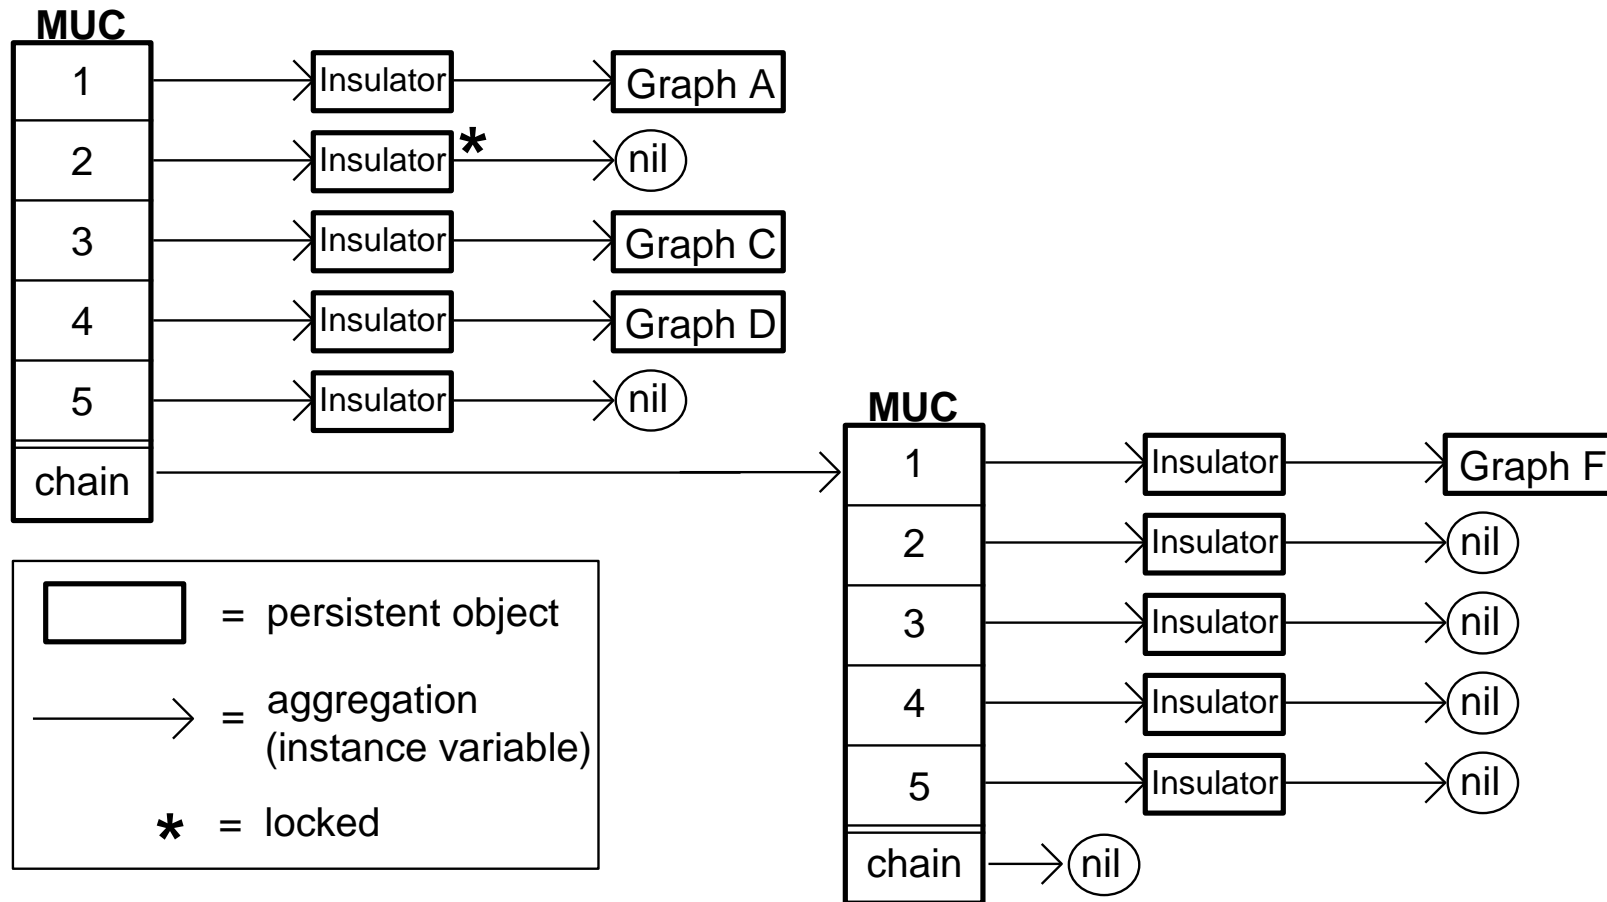 MUC
1 Insulator Graph A
2 Insulator * nil
3 Insulator Graph C
4 Insulator Graph D
5 Insulator nil
chain
MUC
1 Insulator Graph F
2 Insulator nil
3 Insulator nil
4 Insulator nil
5 Insulator nil
chain nil
= persistent object
= aggregation
(instance variable)
* = locked